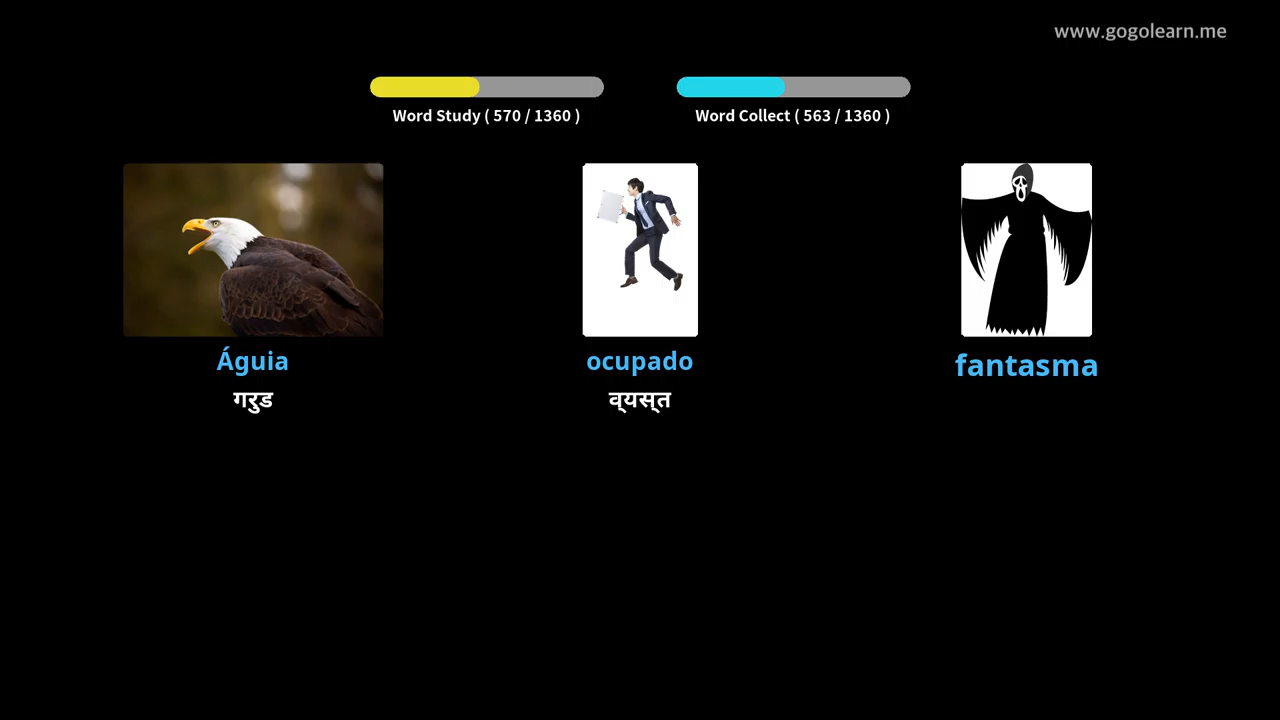 www.gogolearn.me
Word Study ( 570 / 1360 )
Word Collect ( 563 / 1360 )
Águia
ocupado
fantasma
गरुड
व्यस्त